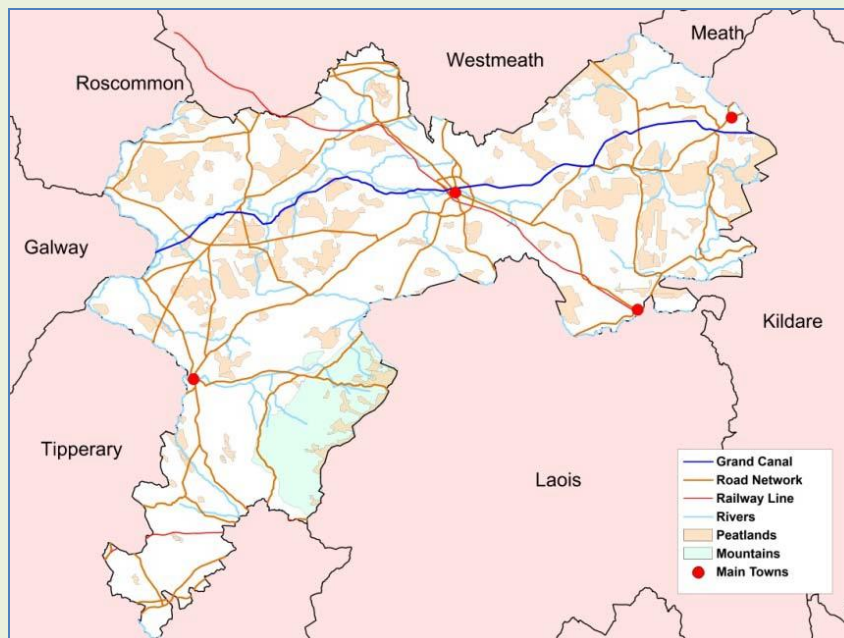 Meath
Westmeath
Roscommon
Galway
Kildare
Tipperary
Laois
Grand Canal
Road Network
Railway Line
Rivers
Peatlands
Mountains
Main Towns